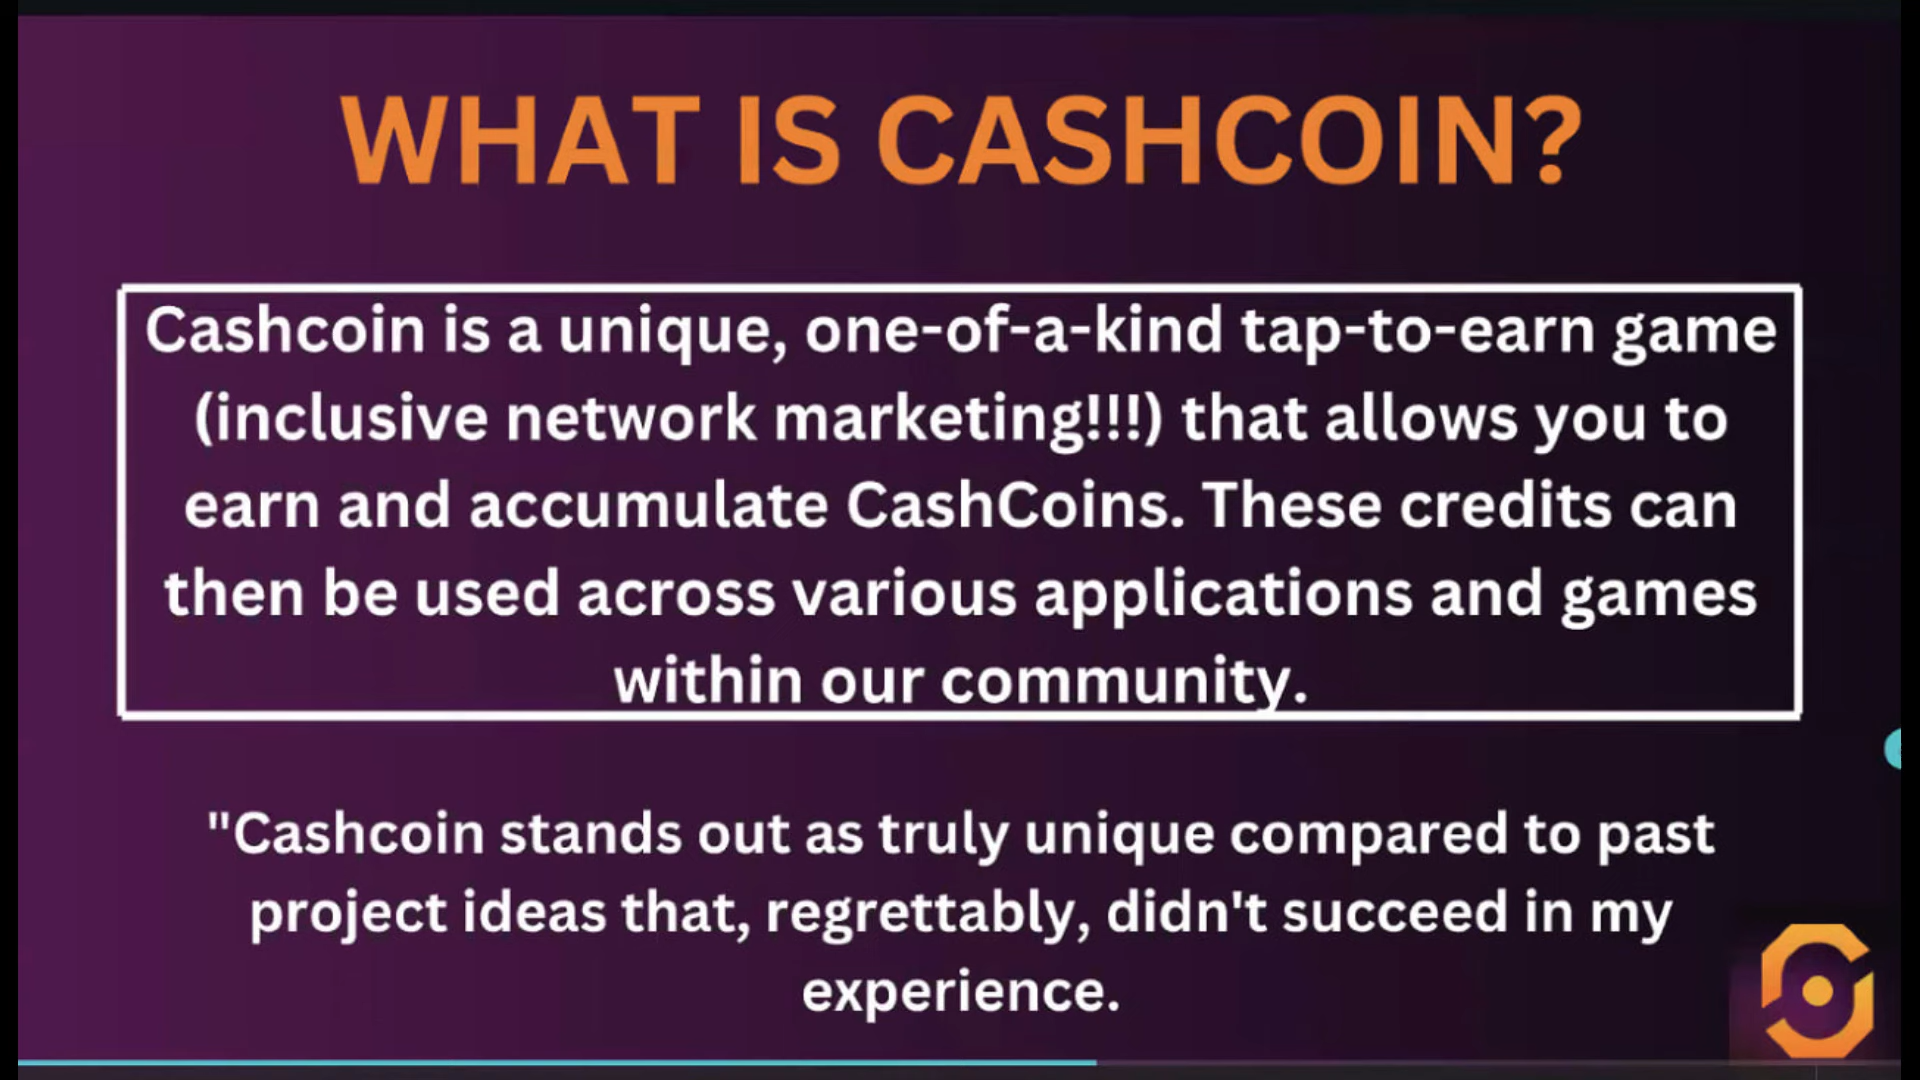 WHAT IS CASHCOIN?
Cashcoin is a unique, one-of-a-kind tap-to-earn game
(inclusive network marketing!!!) that allows you to
earn and accumulate CashCoins. These credits can
then be used across various applications and games
within our community.
"Cashcoin stands out as truly unique compared to past
project ideas that, regrettably, didn't succeed in my
experience.